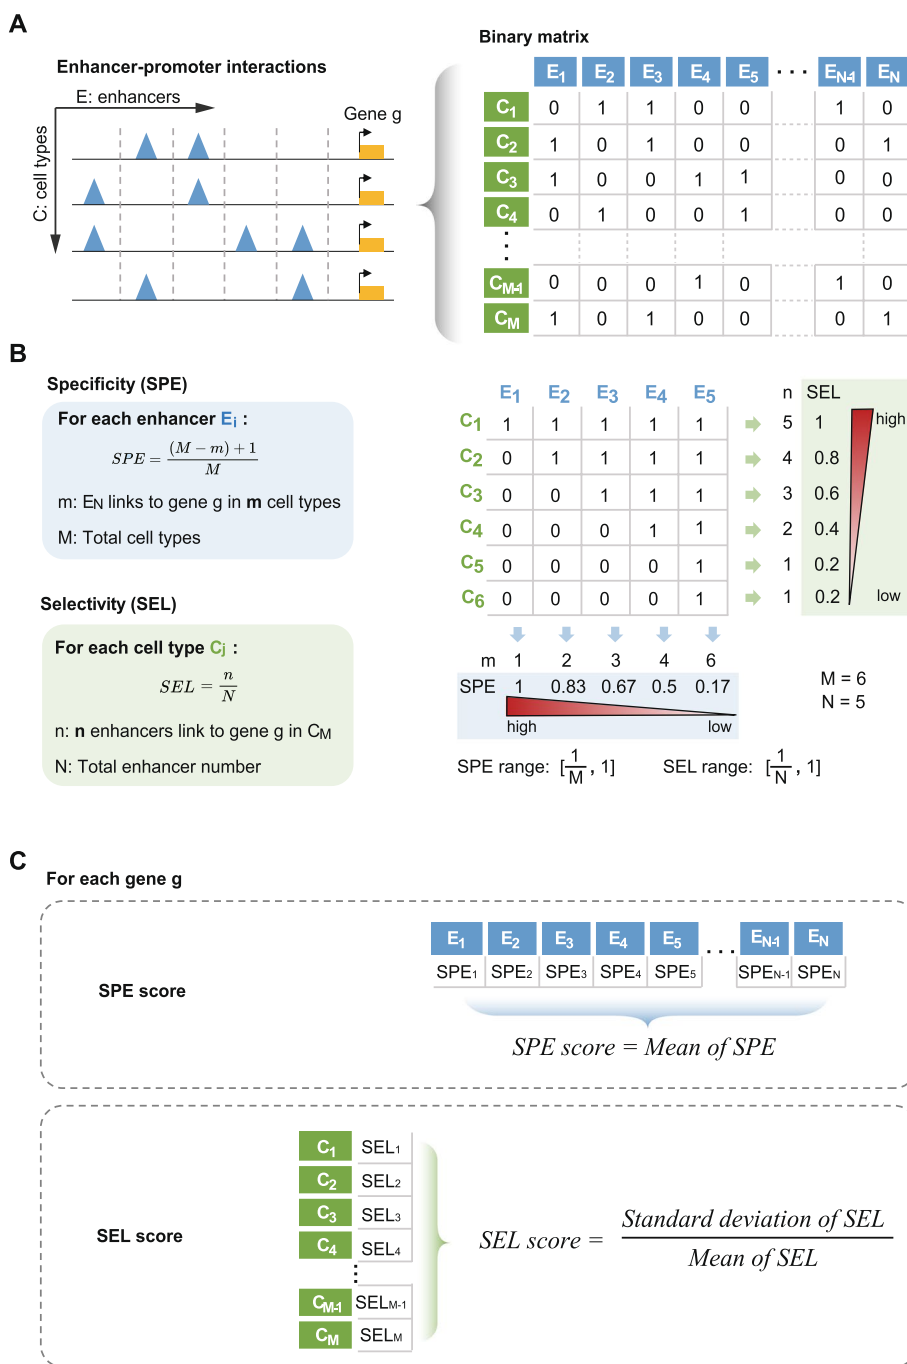 A
Enhancer-promoter interactions
E: enhancers
C: cell types
Gene g
Binary matrix
E1 E2 E3 E4 E5 ··· EN-1 EN
C1 0 1 1 0 0 1 0
C2 1 0 1 0 0 0 1
C3 1 0 0 1 1 0 0
C4 0 1 0 0 1 0 0
CM-1 0 0 0 1 0 1 0
CM 1 0 1 0 0 0 1
B
Specificity (SPE)
For each enhancer Ei :
SPE = (M − m) + 1 / M
m: EN links to gene g in m cell types
M: Total cell types
Selectivity (SEL)
For each cell type Cj :
SEL = n / N
n: n enhancers link to gene g in CM
N: Total enhancer number
E1 E2 E3 E4 E5 n SEL
C1 1 1 1 1 1 5 1 high
C2 0 1 1 1 1 4 0.8
C3 0 0 1 1 1 3 0.6
C4 0 0 0 1 1 2 0.4
C5 0 0 0 0 1 1 0.2
C6 0 0 0 0 1 1 0.2 low
m 1 2 3 4 6
SPE 1 0.83 0.67 0.5 0.17
high low
M = 6
N = 5
SPE range: [1/M, 1] SEL range: [1/N, 1]
C
For each gene g
SPE score
E1 E2 E3 E4 E5 ··· EN-1 EN
SPE1 SPE2 SPE3 SPE4 SPE5 SPEN-1 SPEN
SPE score = Mean of SPE
SEL score
C1 SEL1
C2 SEL2
C3 SEL3
C4 SEL4
CM-1 SELM-1
CM SELM
SEL score = Standard deviation of SEL / Mean of SEL